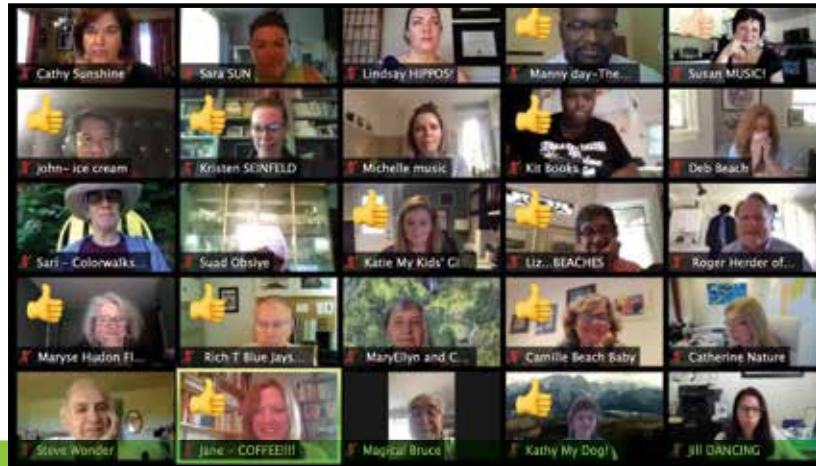 Cathy Sunshine
Sara SUN
Lindsay HIPPOS!
Manny day-The...
Susan MUSIC!
john- ice cream
Kristen SEINFELD
Michelle music
Kit Books
Deb Beach
Sari - Colorwalks...
Suad Obsiye
Katie My Kids' Gi
Liz...BEACHES
Roger Herder of...
Maryse Hudon Fl...
Rich T Blue Jays...
MaryEllyn and C...
Camille Beach Baby
Catherine Nature
Steve Wonder
Jane - COFFEE!!!!
Magical Bruce
Kathy My Dog!
Jill DANCING